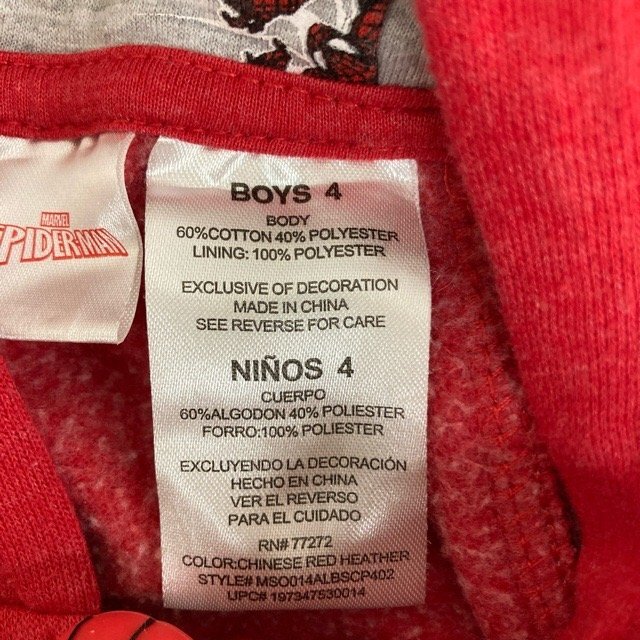 MARVEL
SPIDER-MAN
BOYS 4
BODY
60%COTTON 40% POLYESTER
LINING: 100% POLYESTER
EXCLUSIVE OF DECORATION
MADE IN CHINA
SEE REVERSE FOR CARE
NIÑOS 4
CUERPO
60%ALGODON 40% POLIESTER
FORRO:100% POLIESTER
EXCLUYENDO LA DECORACIÓN
HECHO EN CHINA
VER EL REVERSO
PARA EL CUIDADO
RN# 77272
COLOR:CHINESE RED HEATHER
STYLE# MSO014ALBSCP402
UPC# 197347530014